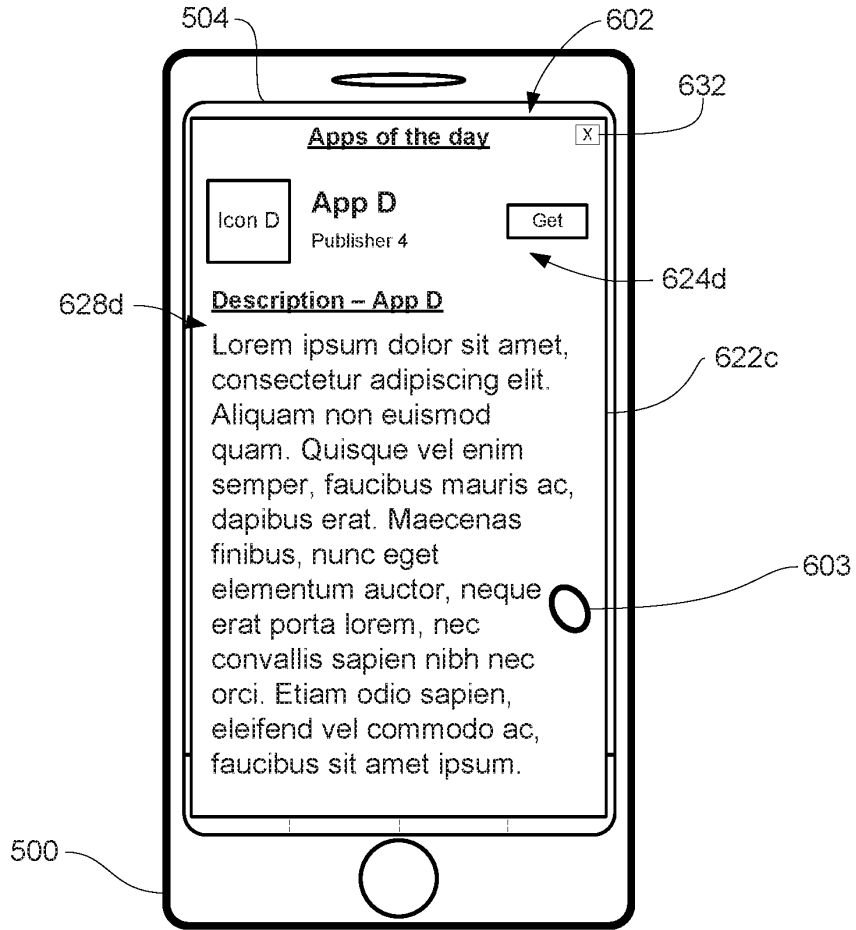 504
602
632
Apps of the day
X
Icon D
App D
Publisher 4
Get
624d
628d
Description – App D
622c
Lorem ipsum dolor sit amet,
consectetur adipiscing elit.
Aliquam non euismod
quam. Quisque vel enim
semper, faucibus mauris ac,
dapibus erat. Maecenas
finibus, nunc eget
elementum auctor, neque
erat porta lorem, nec
convallis sapien nibh nec
orci. Etiam odio sapien,
eleifend vel commodo ac,
faucibus sit amet ipsum.
603
500